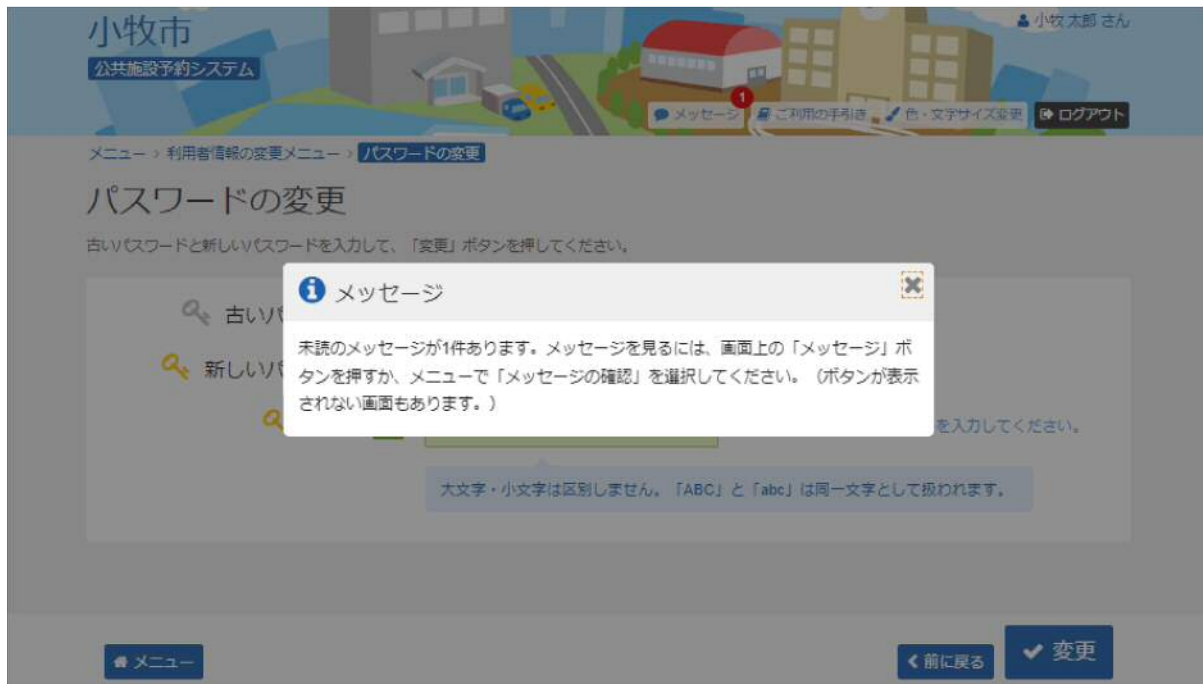 小牧市
公共施設予約システム
小牧 太郎 さん
1
メッセージ
ご利用の手引き
色・文字サイズ変更
ログアウト
メニュー › 利用者情報の変更メニュー › パスワードの変更
パスワードの変更
古いパスワードと新しいパスワードを入力して、「変更」ボタンを押してください。
メッセージ
未読のメッセージが1件あります。メッセージを見るには、画面上の「メッセージ」ボ
タンを押すか、メニューで「メッセージの確認」を選択してください。（ボタンが表示
されない画面もあります。）
古いパ
新しいパ
を入力してください。
大文字・小文字は区別しません。「ABC」と「abc」は同一文字として扱われます。
メニュー
前に戻る
変更